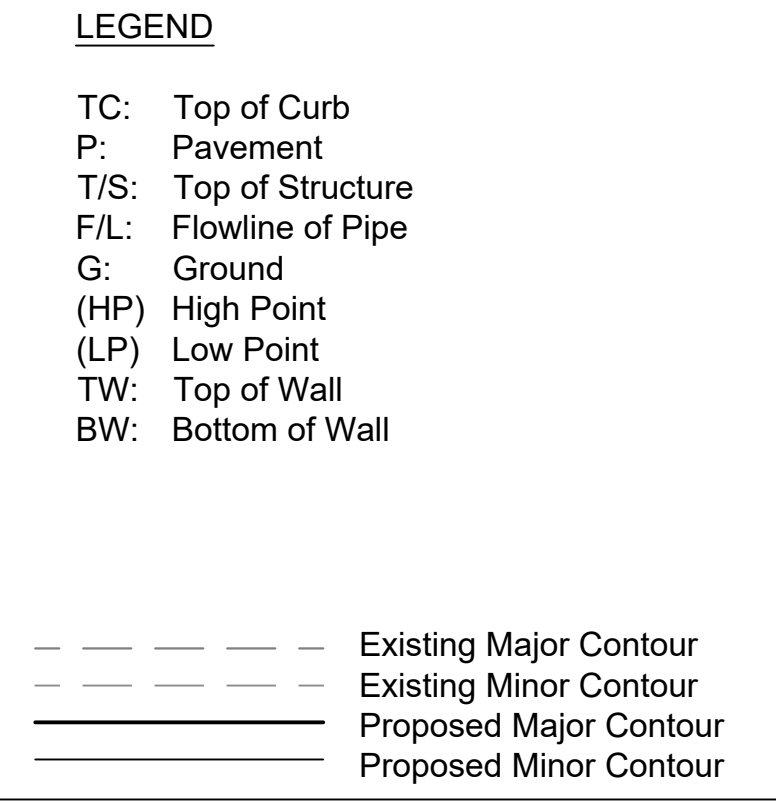 LEGEND
TC: Top of Curb
P: Pavement
T/S: Top of Structure
F/L: Flowline of Pipe
G: Ground
(HP) High Point
(LP) Low Point
TW: Top of Wall
BW: Bottom of Wall
Existing Major Contour
Existing Minor Contour
Proposed Major Contour
Proposed Minor Contour